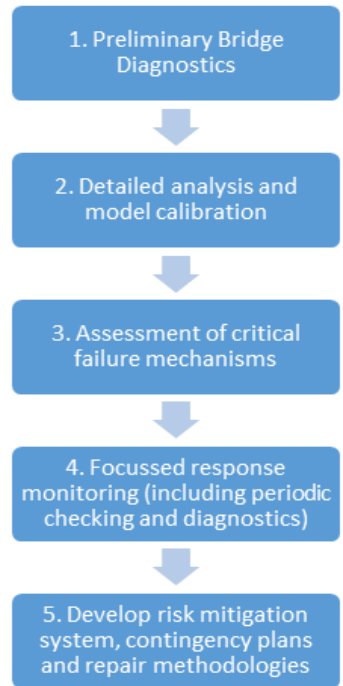 1. Preliminary Bridge
Diagnostics
2. Detailed analysis and
model calibration
3. Assessment of critical
failure mechanisms
4. Focussed response
monitoring (including periodic
checking and diagnostics)
5. Develop risk mitigation
system, contingency plans
and repair methodologies